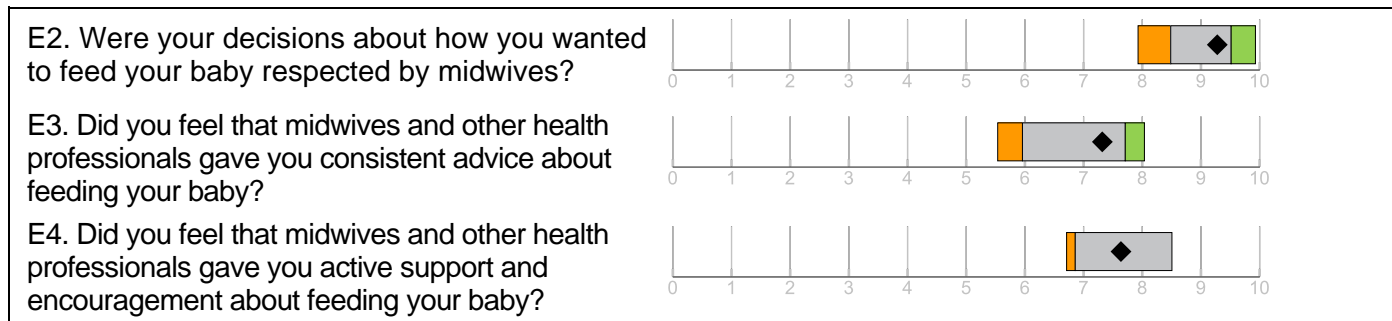 E2. Were your decisions about how you wanted
to feed your baby respected by midwives?
0 1 2 3 4 5 6 7 8 9 10
E3. Did you feel that midwives and other health
professionals gave you consistent advice about
feeding your baby?
0 1 2 3 4 5 6 7 8 9 10
E4. Did you feel that midwives and other health
professionals gave you active support and
encouragement about feeding your baby?
0 1 2 3 4 5 6 7 8 9 10